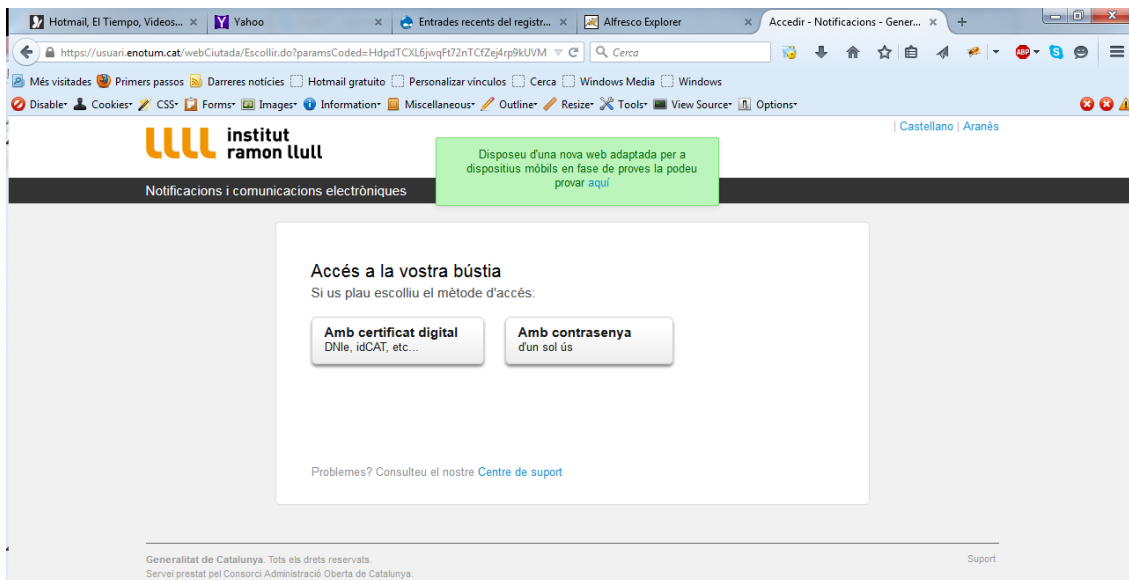 Hotmail, El Tiempo, Videos...
Yahoo
Entrades recents del registr...
Alfresco Explorer
Accedir - Notificacions - Gener...
https://usuari.enotum.cat/webCiutada/Escollir.do?paramsCoded=HdpdTCXL6jwqFt72nTCfZej4rp9kUVM
Cerca
ABP
Més visitades Primers passos Darreres notícies Hotmail gratuito Personalizar vínculos Cerca Windows Media Windows
Disable Cookies CSS Forms Images Information Miscellaneous Outline Resize Tools View Source Options
institut
ramon llull
| Castellano | Aranès
Disposeu d'una nova web adaptada per a
dispositius mòbils en fase de proves la podeu
provar aquí
Notificacions i comunicacions electròniques
Accés a la vostra bústia
Si us plau escolliu el mètode d'accés:
Amb certificat digital
DNIe, idCAT, etc...
Amb contrasenya
d'un sol ús
Problemes? Consulteu el nostre Centre de suport
Generalitat de Catalunya. Tots els drets reservats.
Suport
Servei prestat pel Consorci Administració Oberta de Catalunya.